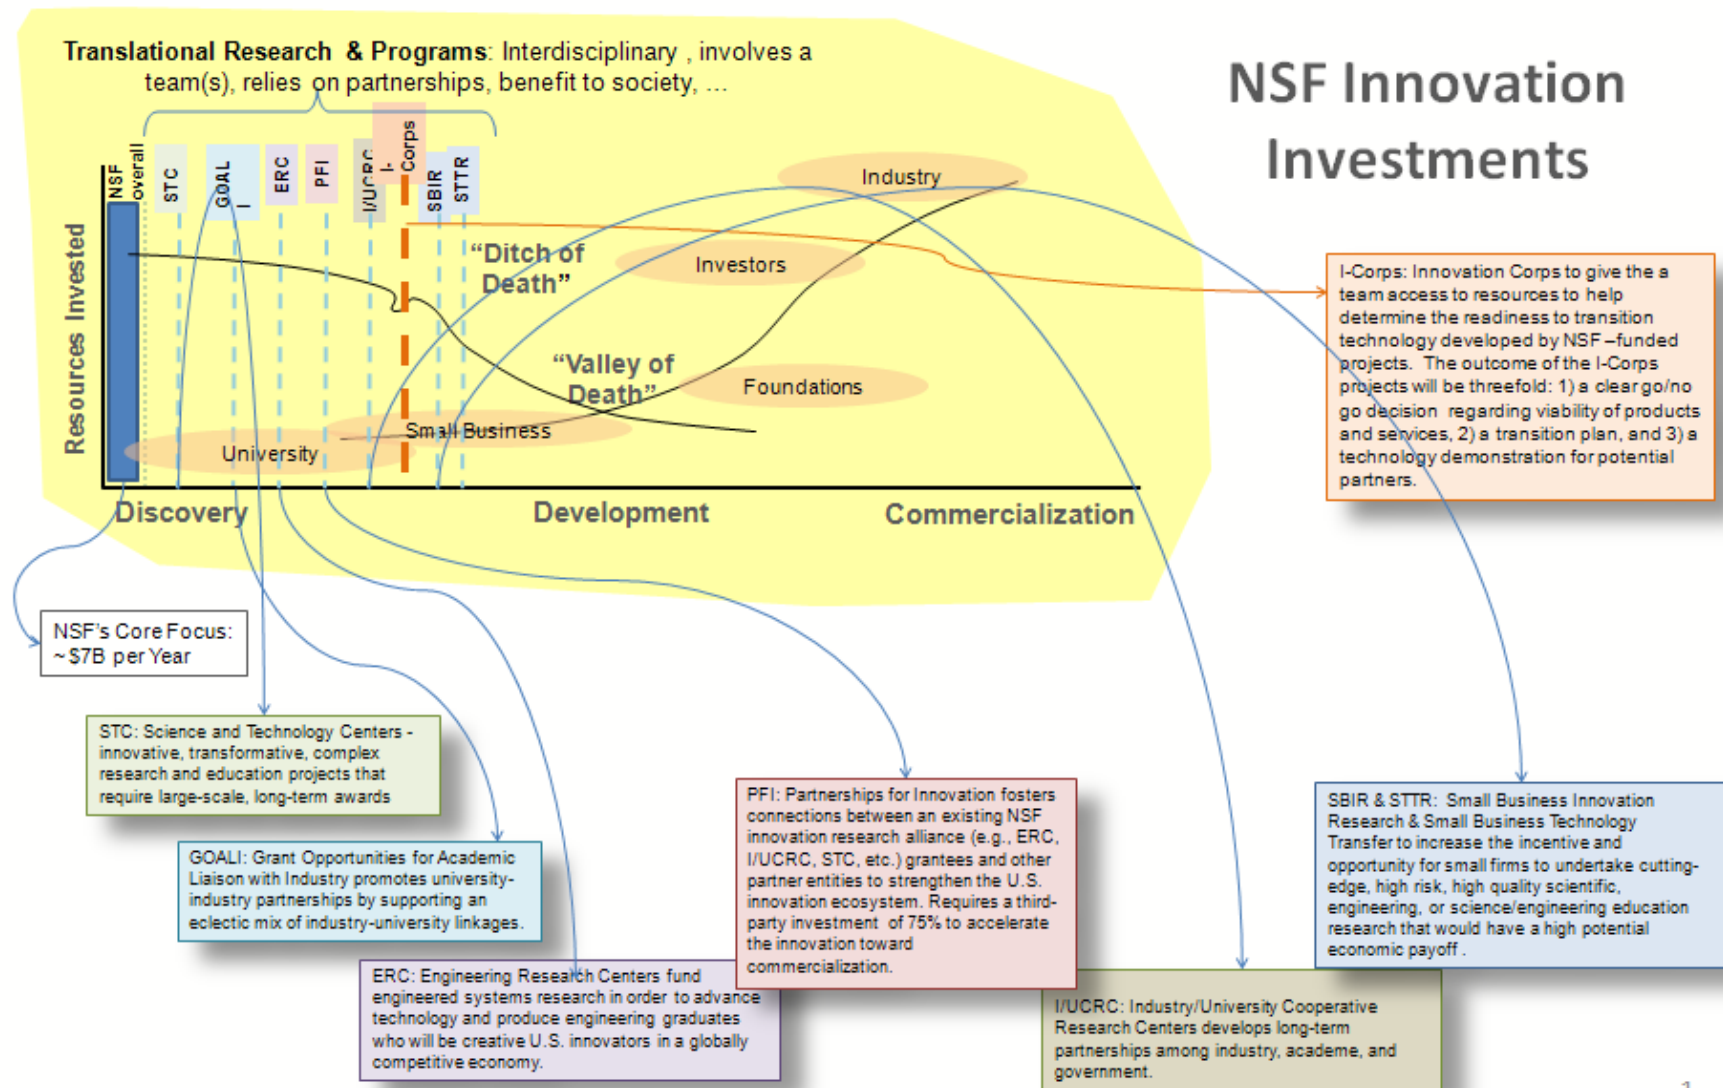 Translational Research & Programs: Interdisciplinary , involves a
team(s), relies on partnerships, benefit to society, ...
NSF Innovation
Investments
NSF
overall
STC
GOAL
I
ERC
PFI
I/UCRC
I-
Corps
SBIR
STTR
Resources Invested
"Ditch of
Death"
"Valley of
Death"
Industry
Investors
Foundations
Small Business
University
Discovery
Development
Commercialization
I-Corps: Innovation Corps to give the a
team access to resources to help
determine the readiness to transition
technology developed by NSF –funded
projects. The outcome of the I-Corps
projects will be threefold: 1) a clear go/no
go decision regarding viability of products
and services, 2) a transition plan, and 3) a
technology demonstration for potential
partners.
NSF's Core Focus:
~ $7B per Year
STC: Science and Technology Centers -
innovative, transformative, complex
research and education projects that
require large-scale, long-term awards
GOALI: Grant Opportunities for Academic
Liaison with Industry promotes university-
industry partnerships by supporting an
eclectic mix of industry-university linkages.
ERC: Engineering Research Centers fund
engineered systems research in order to advance
technology and produce engineering graduates
who will be creative U.S. innovators in a globally
competitive economy.
PFI: Partnerships for Innovation fosters
connections between an existing NSF
innovation research alliance (e.g., ERC,
I/UCRC, STC, etc.) grantees and other
partner entities to strengthen the U.S.
innovation ecosystem. Requires a third-
party investment of 75% to accelerate
the innovation toward
commercialization.
I/UCRC: Industry/University Cooperative
Research Centers develops long-term
partnerships among industry, academe, and
government.
SBIR & STTR: Small Business Innovation
Research & Small Business Technology
Transfer to increase the incentive and
opportunity for small firms to undertake cutting-
edge, high risk, high quality scientific,
engineering, or science/engineering education
research that would have a high potential
economic payoff .
1